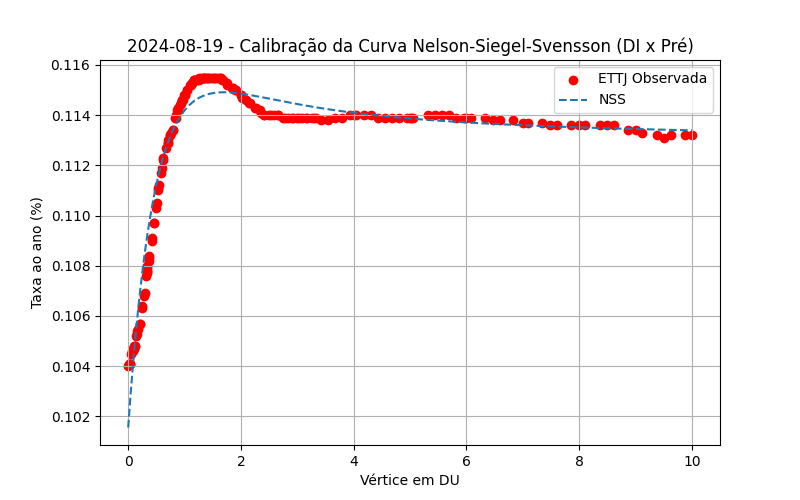 2024-08-19 - Calibração da Curva Nelson-Siegel-Svensson (DI x Pré)
ETTJ Observada
NSS
Taxa ao ano (%)
0.116
0.114
0.112
0.110
0.108
0.106
0.104
0.102
0 2 4 6 8 10
Vértice em DU